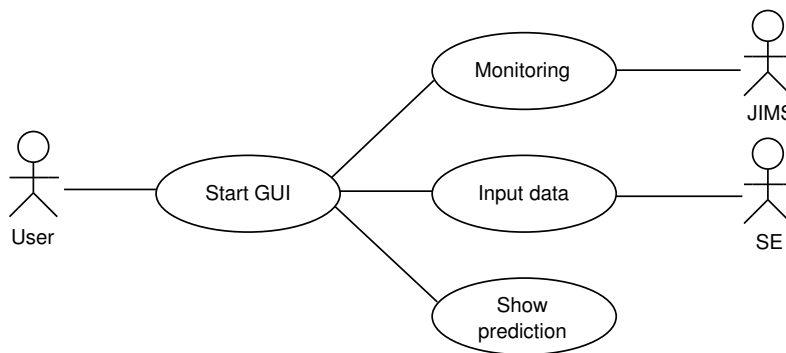 Monitoring
JIMS
Start GUI
Input data
User
SE
Show
prediction